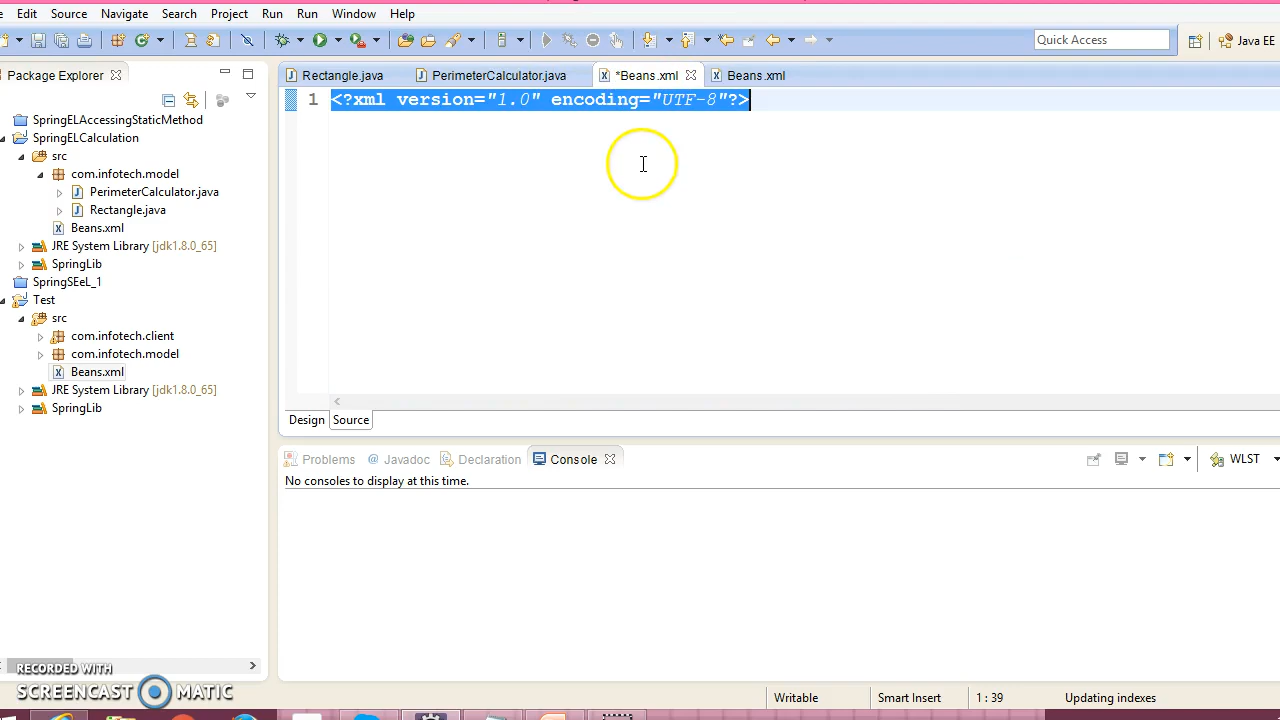 Edit Source Navigate Search Project Run Run Window Help
Quick Access
Java EE
Package Explorer
Rectangle.java PerimeterCalculator.java *Beans.xml Beans.xml
1 <?xml version="1.0" encoding="UTF-8"?>
SpringELAccessingStaticMethod
SpringELCalculation
src
com.infotech.model
PerimeterCalculator.java
Rectangle.java
Beans.xml
JRE System Library [jdk1.8.0_65]
SpringLib
SpringSEeL_1
Test
src
com.infotech.client
com.infotech.model
Beans.xml
JRE System Library [jdk1.8.0_65]
SpringLib
Design Source
Problems @ Javadoc Declaration Console
WLST
No consoles to display at this time.
RECORDED WITH
SCREENCAST MATIC
Writable Smart Insert 1 : 39 Updating indexes